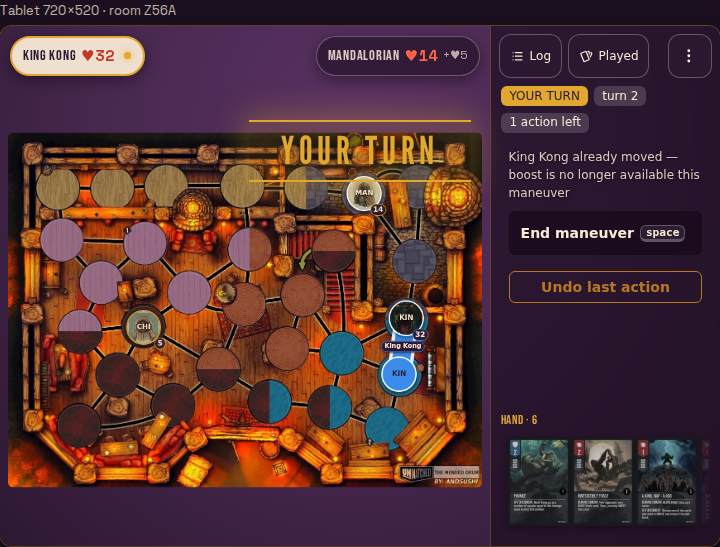 Tablet 720×520 · room Z56A
KING KONG ♥32
MANDALORIAN ♥14 +♥5
Log
Played
YOUR TURN
turn 2
1 action left
King Kong already moved —
boost is no longer available this
maneuver
End maneuver space
Undo last action
HAND · 6
YOUR TURN
MAN
14
CHI
5
KIN
32
King Kong
KIN
UNMATCHED
THE MENDED DRUM
BY: ANDSUSHI